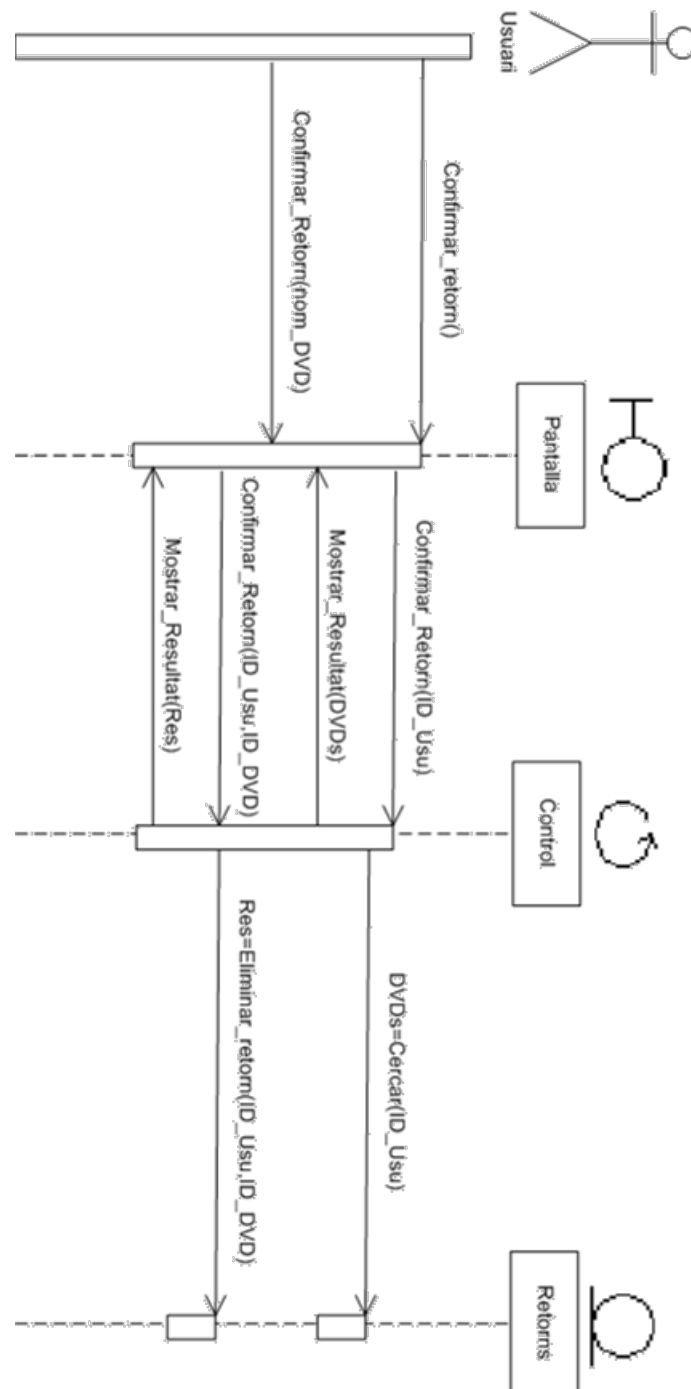 Usuari
Pantalla
Control
Retorns
Confirmar_retorn()
Confirmar_Retorn(ID_Usu)
DVDs=Cercar(ID_Usu)
Mostrar_Resultat(DVDs)
Confirmar_Retorn(nom_DVD)
Confirmar_Retorn(ID_Usu,ID_DVD)
Res=Eliminar_retorn(ID_Usu,ID_DVD)
Mostrar_Resultat(Res)